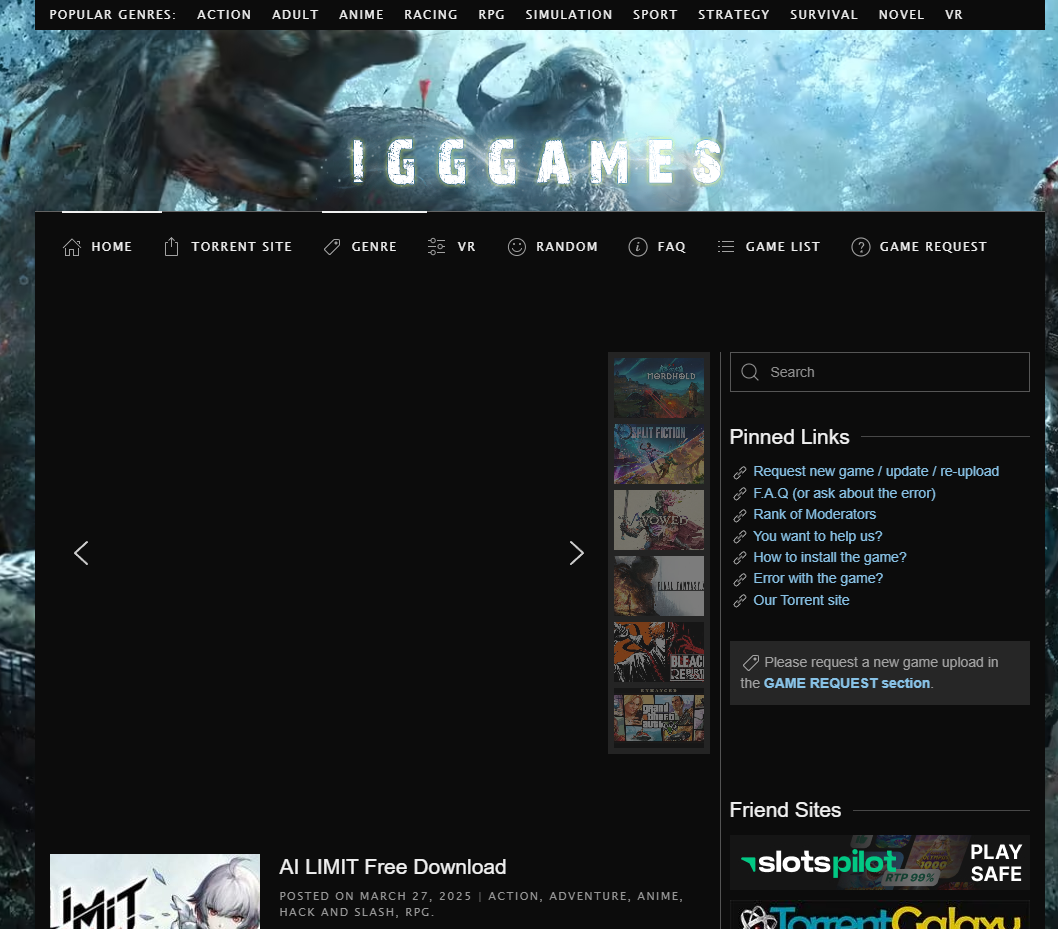 POPULAR GENRES: ACTION ADULT ANIME RACING RPG SIMULATION SPORT STRATEGY SURVIVAL NOVEL VR
IGGGAMES
HOME TORRENT SITE GENRE VR RANDOM FAQ GAME LIST GAME REQUEST
Search
MORDHOLD
SPLIT FICTION
AVOWED
FINAL FANTASY
BLEACH
REBIRTH
SOUL
grand theft auto
Pinned Links
Request new game / update / re-upload
F.A.Q (or ask about the error)
Rank of Moderators
You want to help us?
How to install the game?
Error with the game?
Our Torrent site
Please request a new game upload in
the GAME REQUEST section.
Friend Sites
slotspilot
RTP 99%
1000
PLAY
SAFE
TorrentGalaxy
LIMIT
AI LIMIT Free Download
POSTED ON MARCH 27, 2025 | ACTION, ADVENTURE, ANIME,
HACK AND SLASH, RPG.